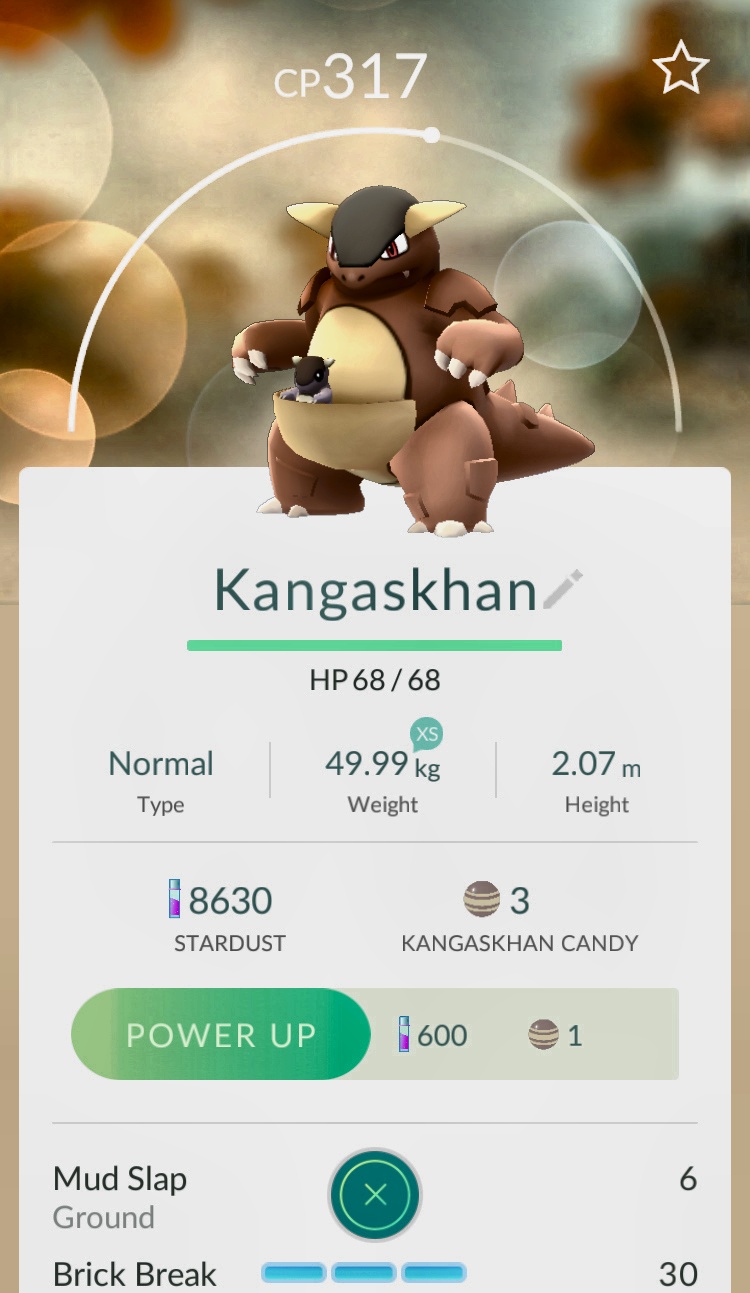 CP317
Kangaskhan
HP 68 / 68
XS
Normal 49.99 kg 2.07 m
Type Weight Height
8630 3
STARDUST KANGASKHAN CANDY
POWER UP 600 1
Mud Slap 6
Ground
Brick Break 30